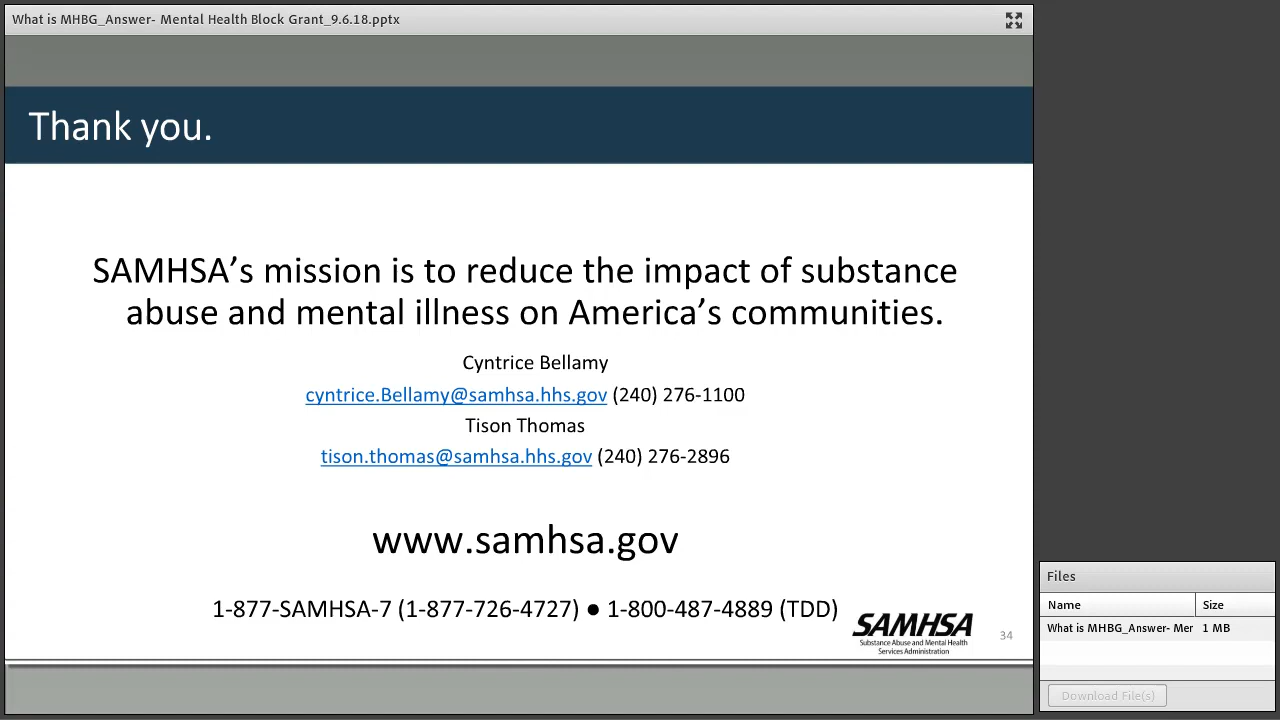 What is MHBG_Answer- Mental Health Block Grant_9.6.18.pptx
Thank you.
SAMHSA’s mission is to reduce the impact of substance
abuse and mental illness on America’s communities.
Cyntrice Bellamy
cyntrice.Bellamy@samhsa.hhs.gov (240) 276-1100
Tison Thomas
tison.thomas@samhsa.hhs.gov (240) 276-2896
www.samhsa.gov
1-877-SAMHSA-7 (1-877-726-4727) ● 1-800-487-4889 (TDD)
SAMHSA
Substance Abuse and Mental Health
Services Administration
34
Files
Name Size
What is MHBG_Answer- Mer 1 MB
Download File(s)